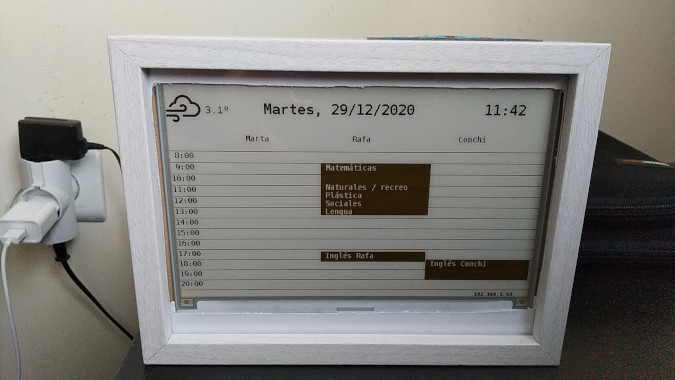 3.1º Martes, 29/12/2020 11:42
Marta Rafa Conchi
8:00
9:00 Matemáticas
10:00
11:00 Naturales / recreo
Plástica
12:00 Sociales
13:00 Lengua
14:00
15:00
16:00
17:00 Inglés Rafa
18:00 Inglés Conchi
19:00
20:00